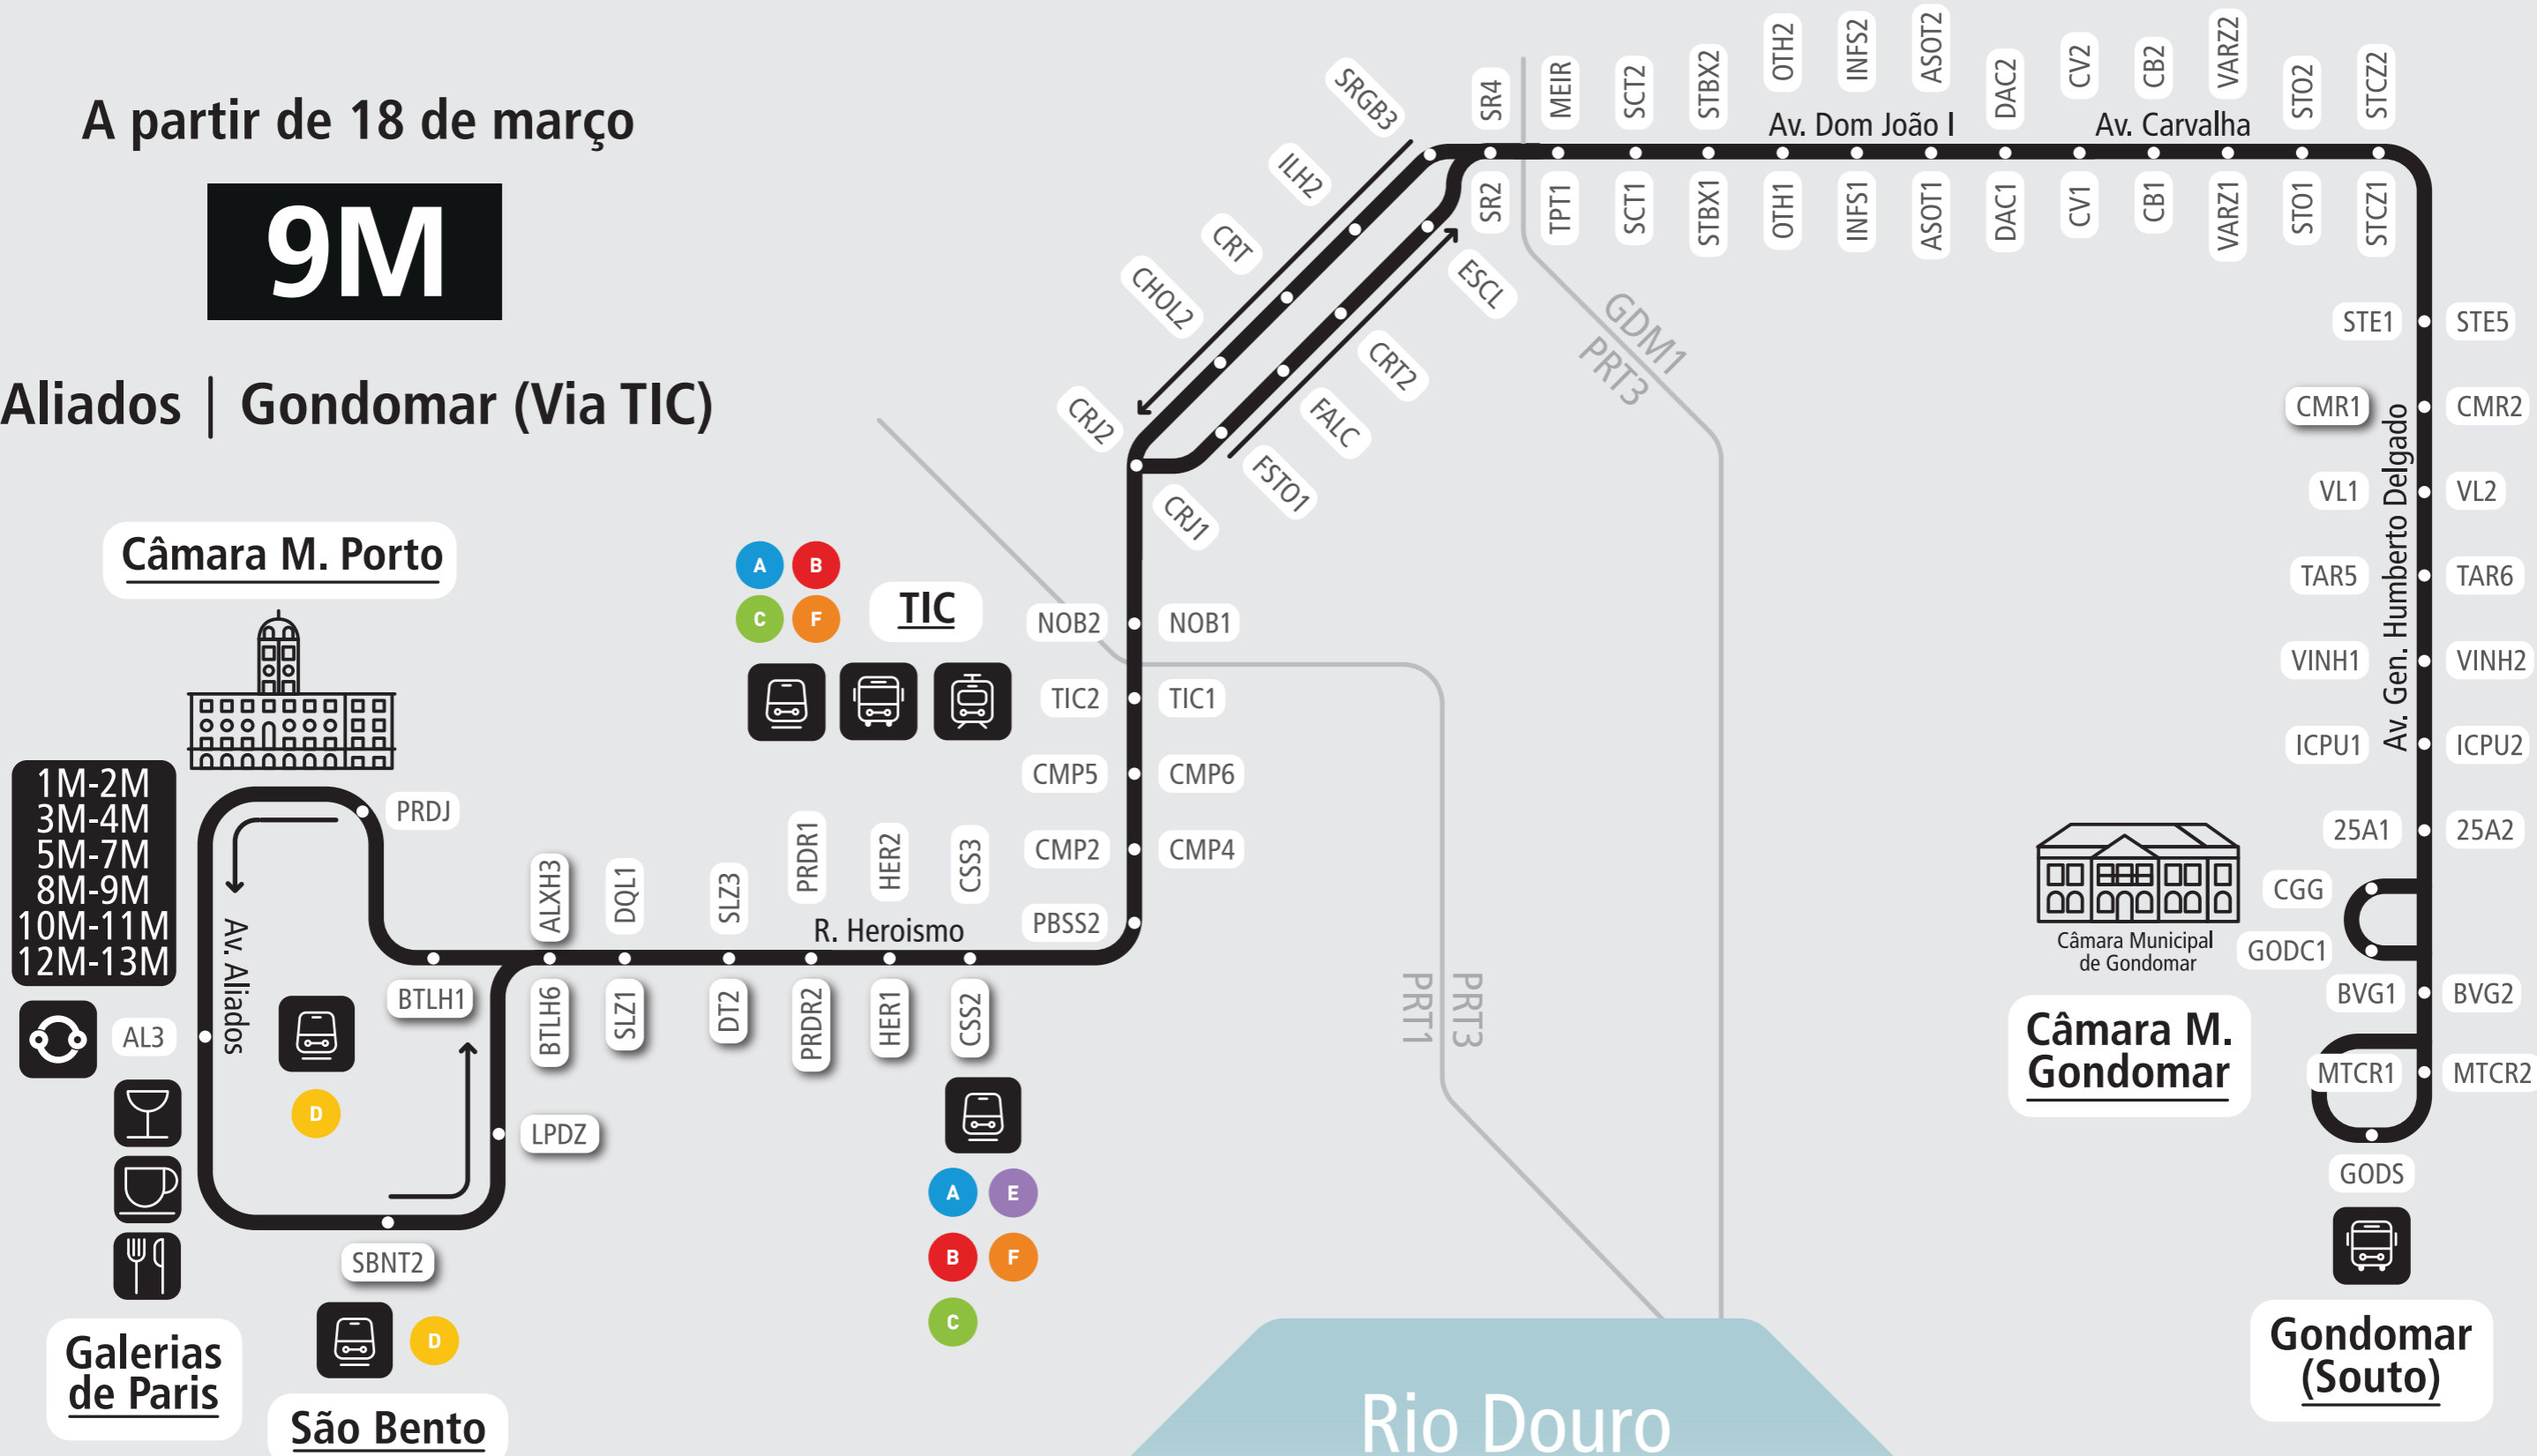 A partir de 18 de março
9M
Aliados | Gondomar (Via TIC)
Câmara M. Porto
1M-2M
3M-4M
5M-7M
8M-9M
10M-11M
12M-13M
PRDJ
Av. Aliados
AL3
D
BTLH1
LPDZ
SBNT2
D
São Bento
Galerias
de Paris
ALXH3
DQL1
SLZ3
PRDR1
HER2
CSS3
R. Heroismo
BTLH6
SLZ1
DT2
PRDR2
HER1
CSS2
A
E
B
F
C
PBSS2
CMP2
CMP4
CMP5
CMP6
TIC2
TIC1
NOB2
NOB1
A
B
C
F
TIC
CRJ2
CRJ1
CHOL2
CRT
ILH2
SRGB3
FSTO1
FALC
CRT2
ESCL
GDM1
PRT3
PRT1
PRT3
SR4
MEIR
SCT2
STBX2
OTH2
INFS2
ASOT2
DAC2
CV2
CB2
VARZ2
STO2
STCZ2
Av. Dom João I
Av. Carvalha
SR2
TPT1
SCT1
STBX1
OTH1
INFS1
ASOT1
DAC1
CV1
CB1
VARZ1
STO1
STCZ1
STE1
STE5
CMR1
CMR2
VL1
VL2
TAR5
TAR6
VINH1
VINH2
ICPU1
ICPU2
Av. Gen. Humberto Delgado
25A1
25A2
CGG
GODC1
Câmara Municipal
de Gondomar
BVG1
BVG2
Câmara M.
Gondomar
MTCR1
MTCR2
GODS
Gondomar
(Souto)
Rio Douro